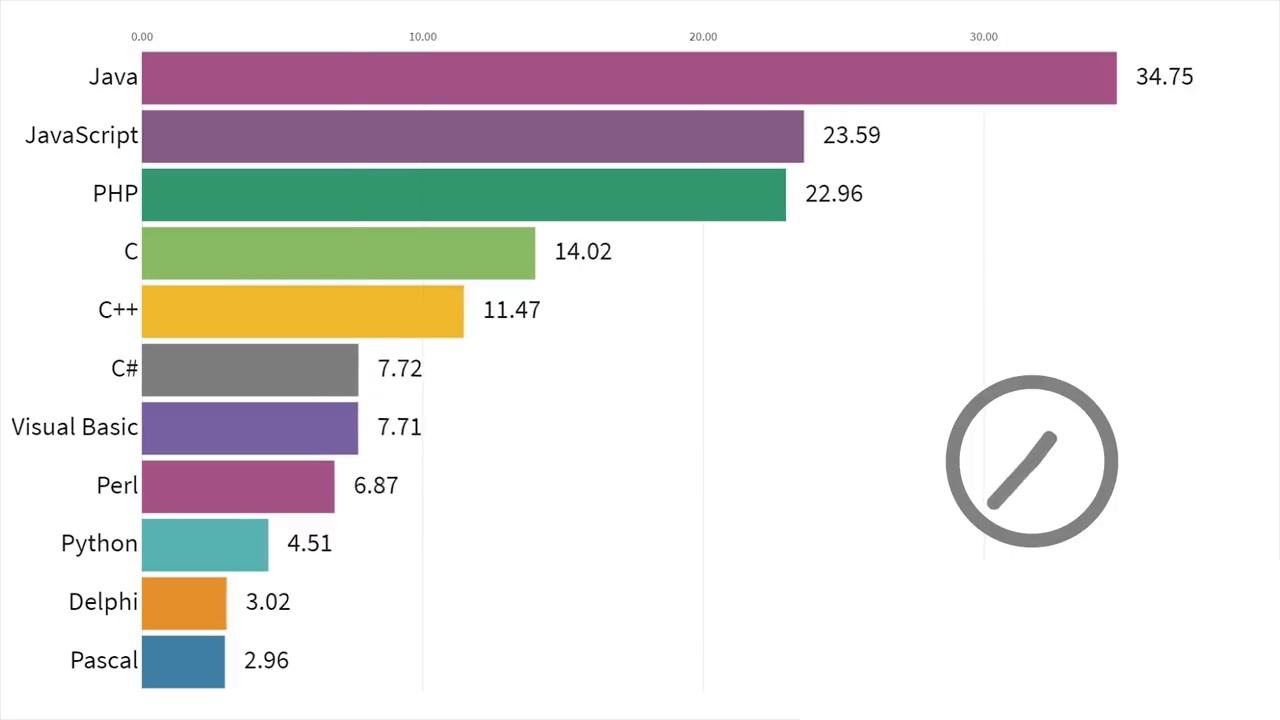 0.00 10.00 20.00 30.00
Java 34.75
JavaScript 23.59
PHP 22.96
C 14.02
C++ 11.47
C# 7.72
Visual Basic 7.71
Perl 6.87
Python 4.51
Delphi 3.02
Pascal 2.96